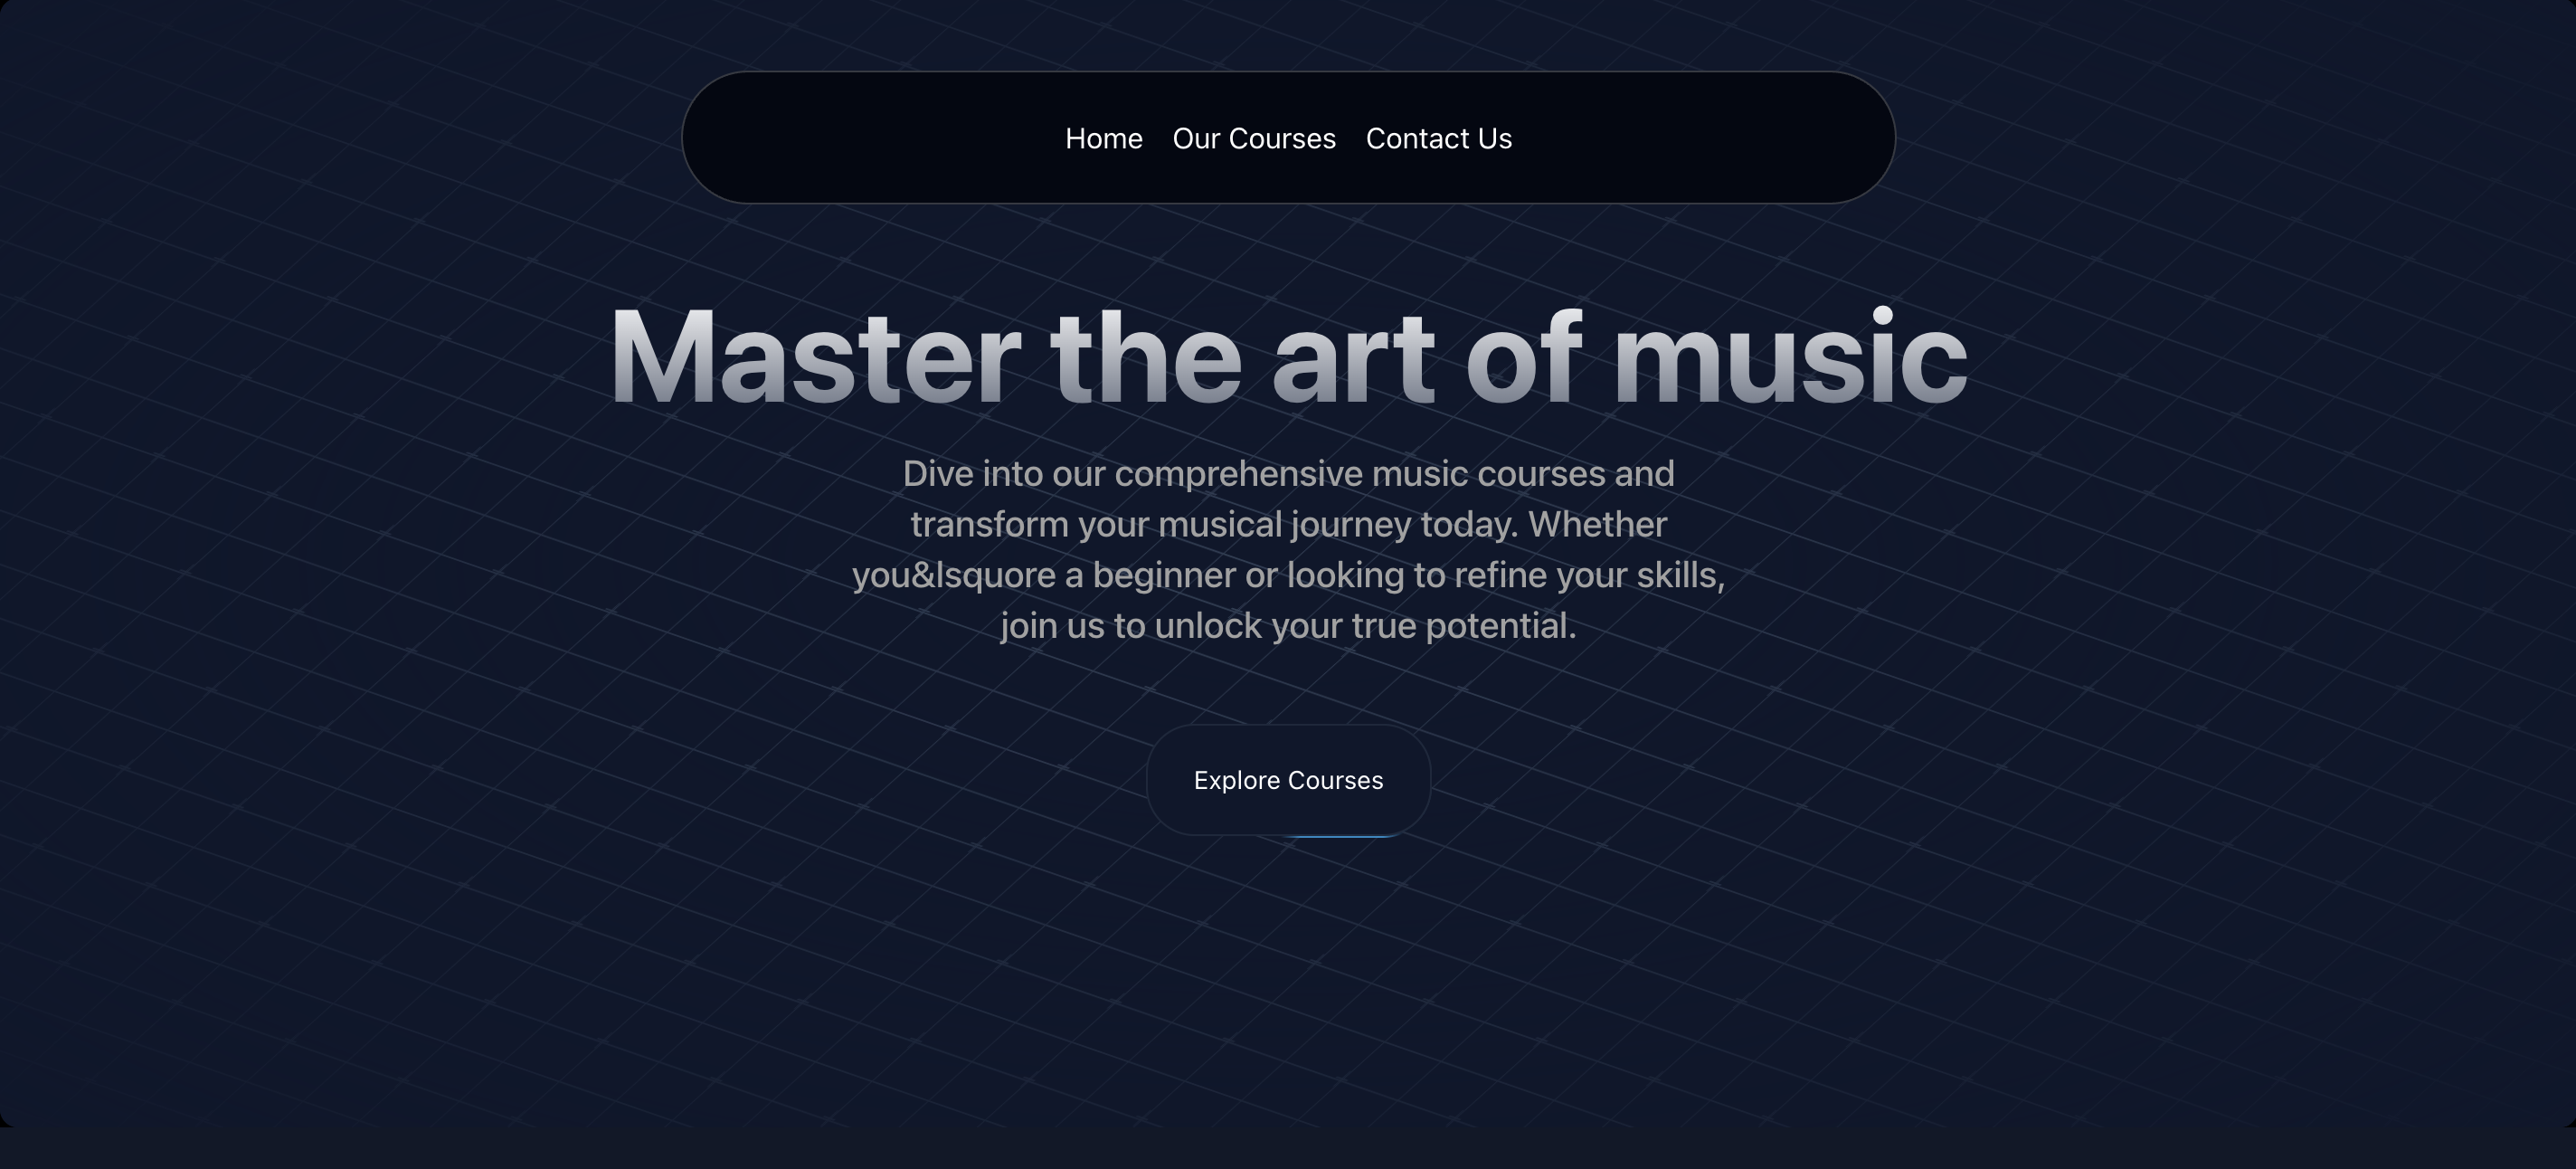 Home Our Courses Contact Us
Master the art of music
Dive into our comprehensive music courses and
transform your musical journey today. Whether
you&lsquore a beginner or looking to refine your skills,
join us to unlock your true potential.
Explore Courses